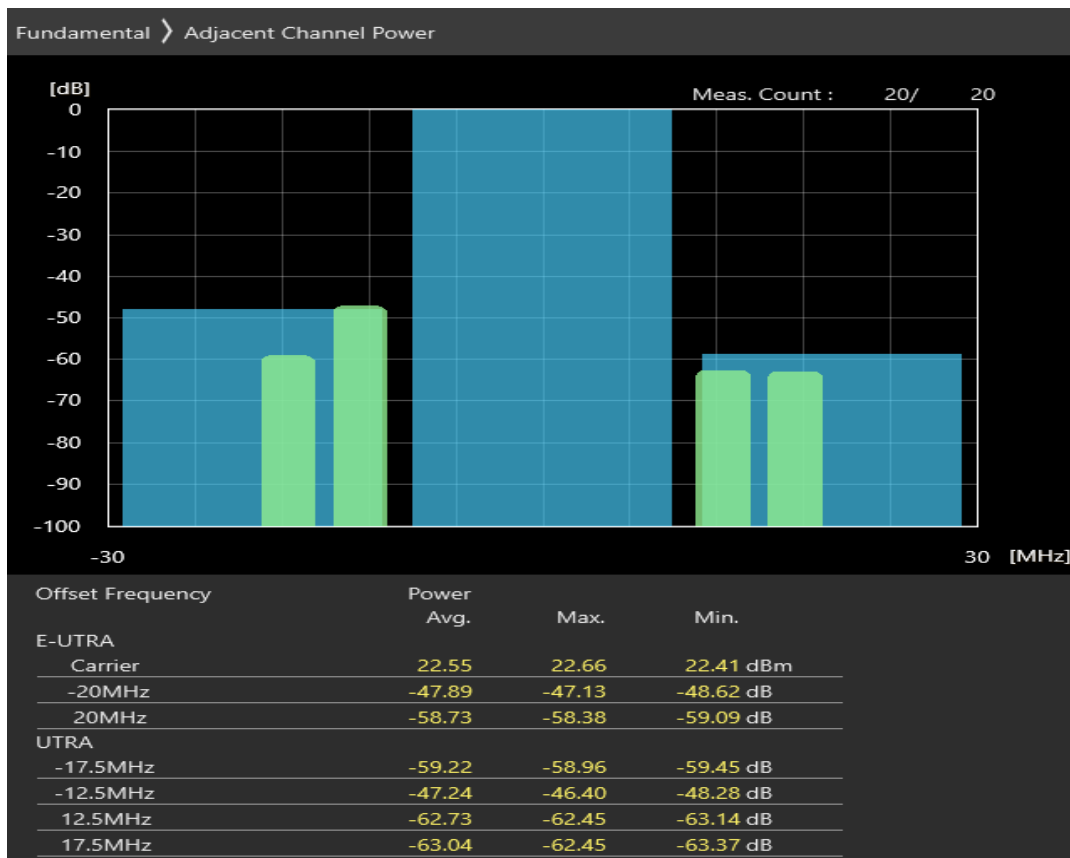 Fundamental 〉 Adjacent Channel Power
[dB]
Meas. Count : 20/ 20
0
-10
-20
-30
-40
-50
-60
-70
-80
-90
-100
-30 30 [MHz]
Offset Frequency Power
Avg. Max. Min.
E-UTRA
Carrier 22.55 22.66 22.41 dBm
-20MHz -47.89 -47.13 -48.62 dB
20MHz -58.73 -58.38 -59.09 dB
UTRA
-17.5MHz -59.22 -58.96 -59.45 dB
-12.5MHz -47.24 -46.40 -48.28 dB
12.5MHz -62.73 -62.45 -63.14 dB
17.5MHz -63.04 -62.45 -63.37 dB